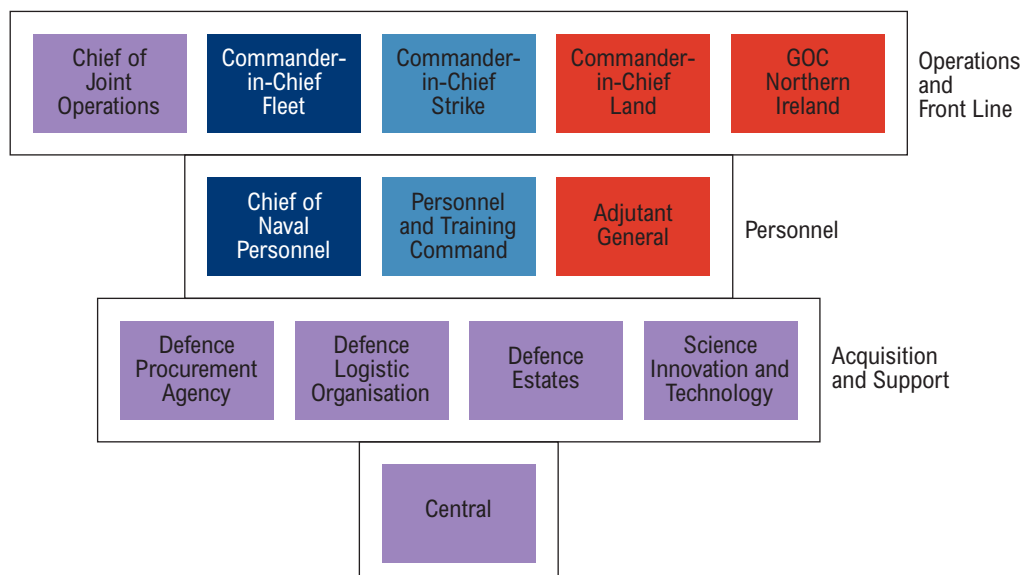 Chief of
Joint
Operations
Commander-
in-Chief
Fleet
Commander-
in-Chief
Strike
Commander-
in-Chief
Land
GOC
Northern
Ireland
Operations
and
Front Line
Chief of
Naval
Personnel
Personnel
and Training
Command
Adjutant
General
Personnel
Defence
Procurement
Agency
Defence
Logistic
Organisation
Defence
Estates
Science
Innovation and
Technology
Acquisition
and Support
Central